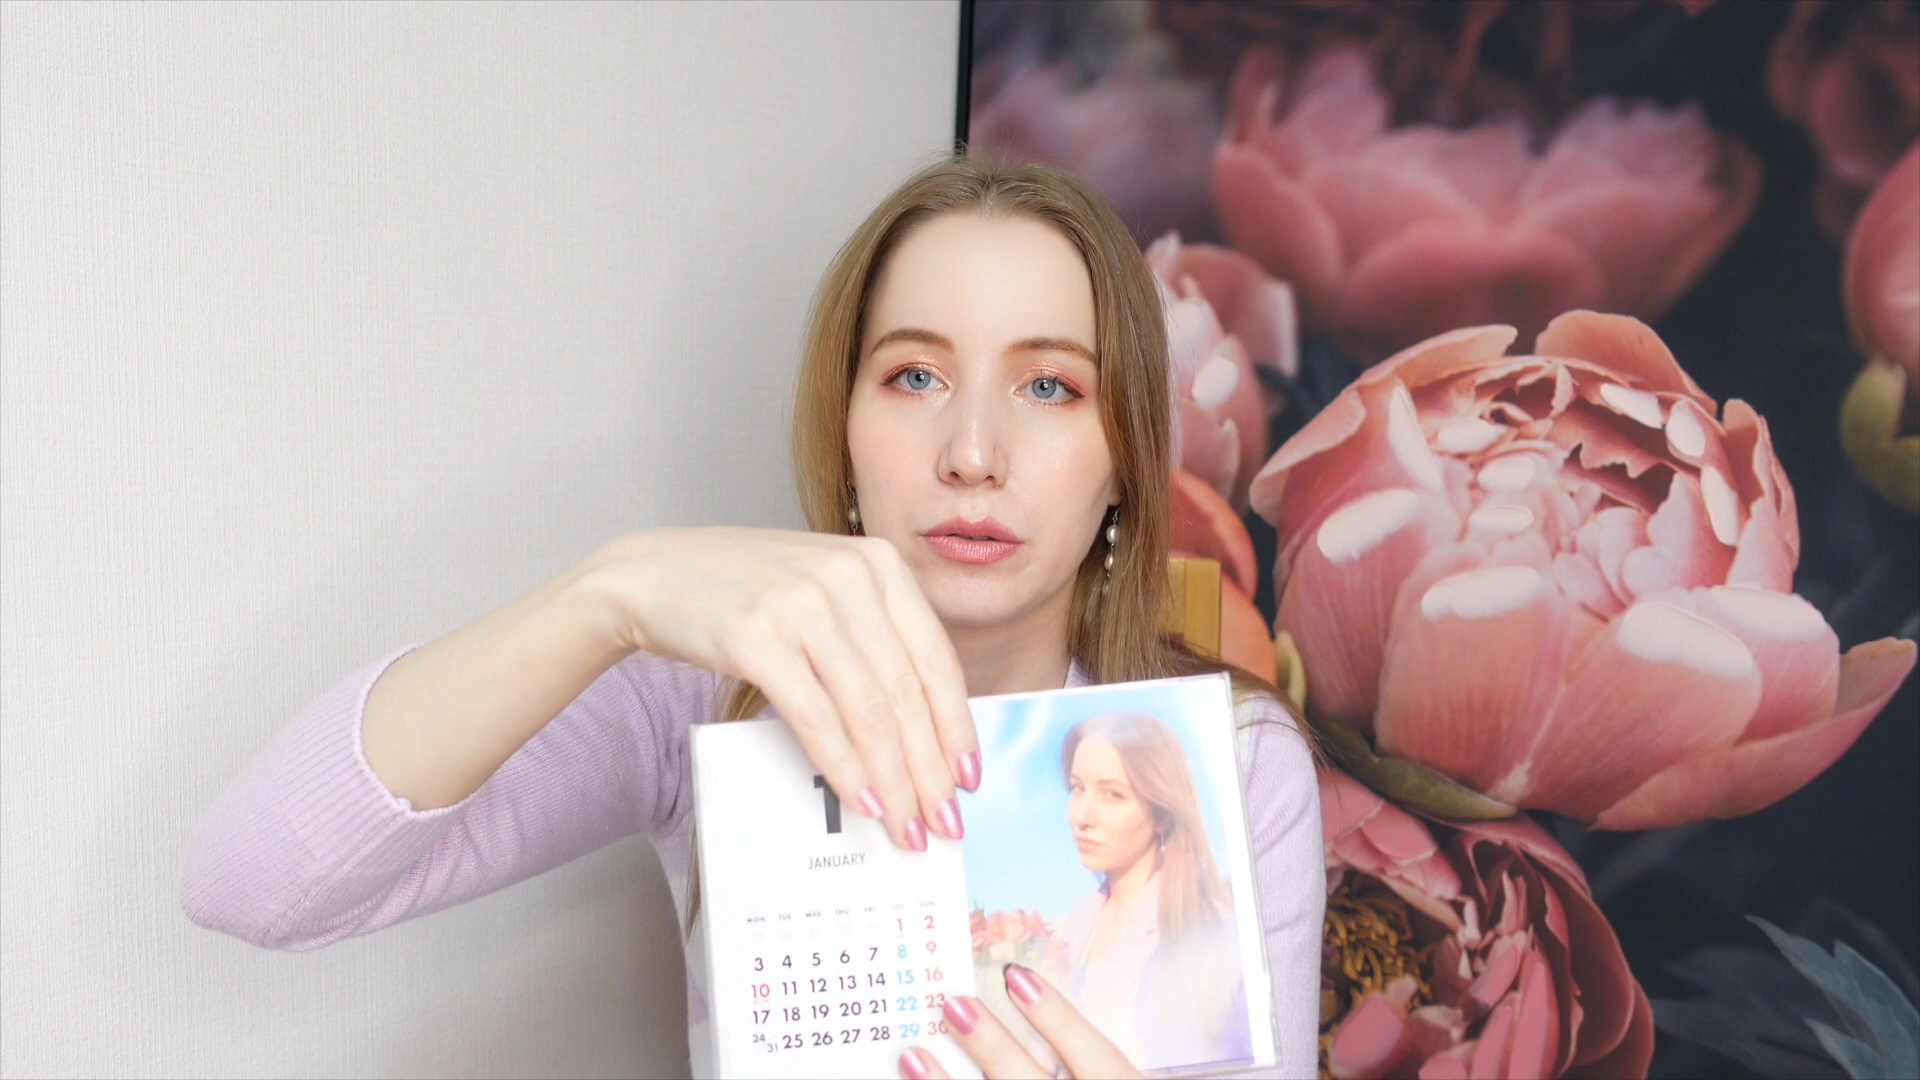 1
JANUARY
MON TUE WED THU FRI SAT SUN
1 2
3 4 5 6 7 8 9
10 11 12 13 14 15 16
17 18 19 20 21 22 23
24/31 25 26 27 28 29 30